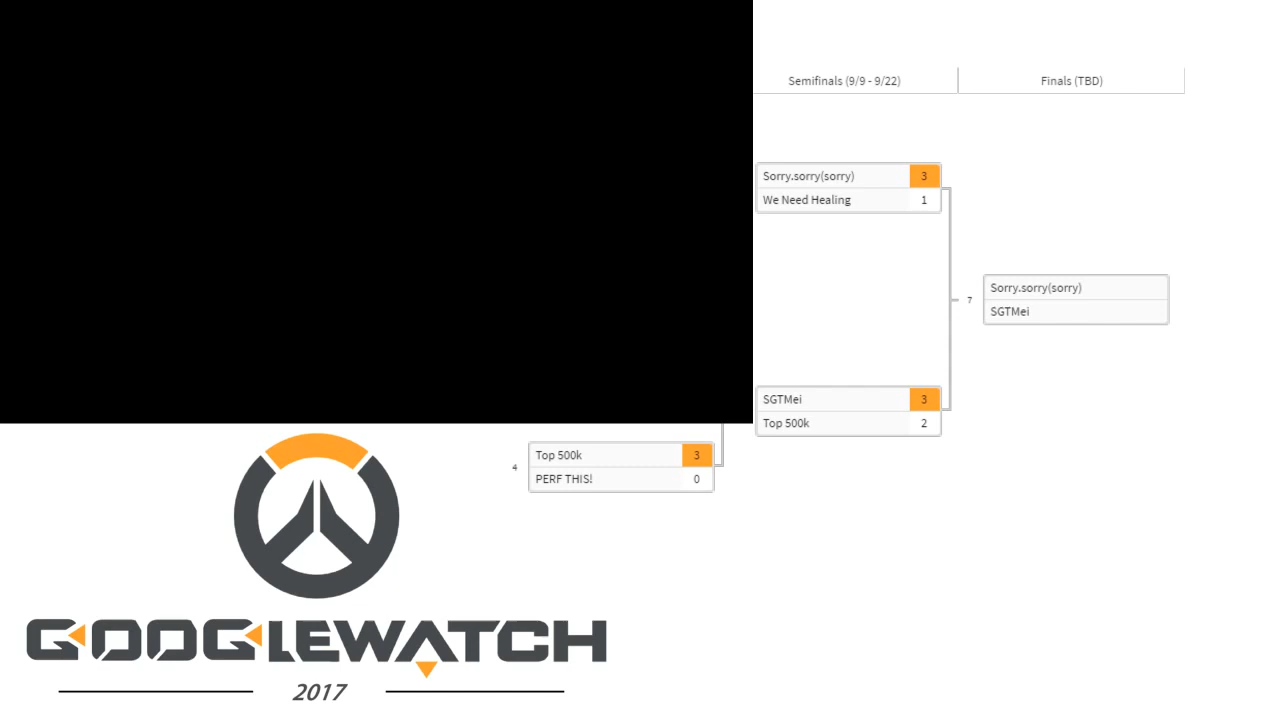 Semifinals (9/9 - 9/22)
Finals (TBD)
Sorry.sorry(sorry) 3
We Need Healing 1
7
Sorry.sorry(sorry)
SGTMei
SGTMei 3
Top 500k 2
4
Top 500k 3
PERF THIS! 0
GOOGLEWATCH
2017